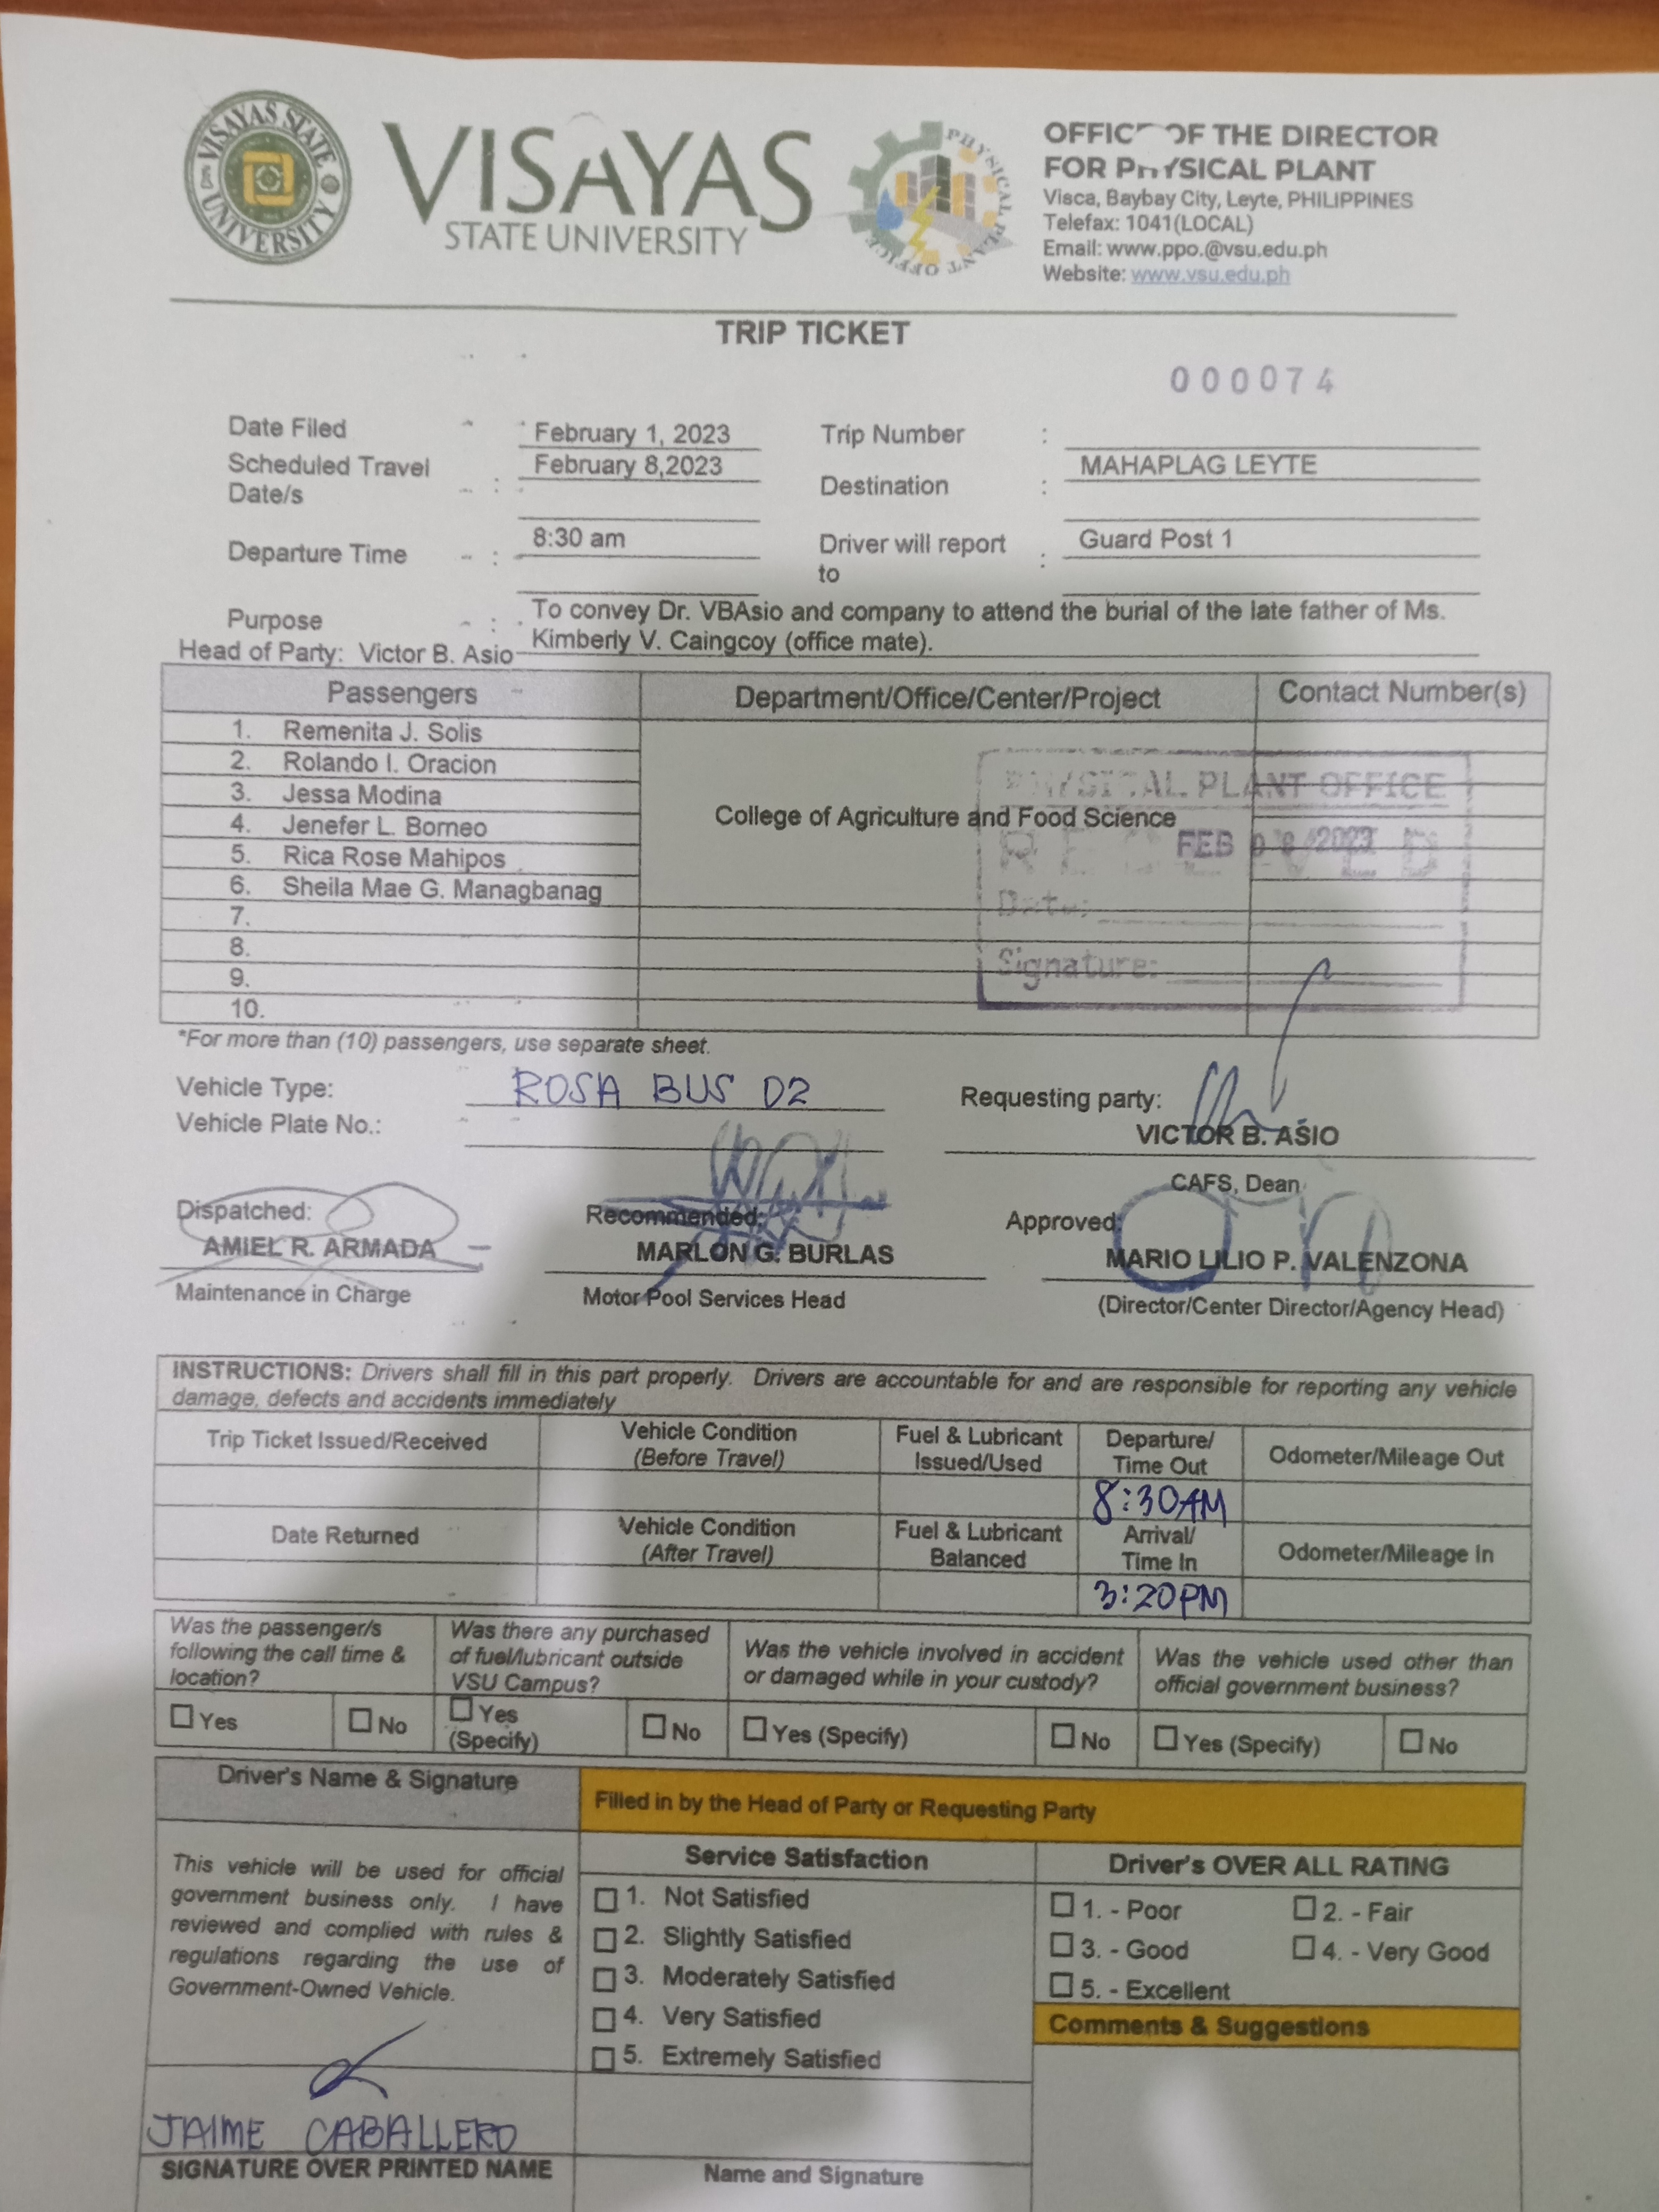 VISAYAS STATE UNIVERSITY
VISAYAS
STATE UNIVERSITY
PHYSICAL PLANT OFFICE
OFFICE OF THE DIRECTOR
FOR PHYSICAL PLANT
Visca, Baybay City, Leyte, PHILIPPINES
Telefax: 1041(LOCAL)
Email: www.ppo.@vsu.edu.ph
Website: www.vsu.edu.ph
TRIP TICKET
000074
Date Filed February 1, 2023 Trip Number :
Scheduled Travel Date/s : February 8,2023 Destination : MAHAPLAG LEYTE
Departure Time : 8:30 am Driver will report to : Guard Post 1
Purpose : To convey Dr. VBAsio and company to attend the burial of the late father of Ms.
Kimberly V. Caingcoy (office mate).
Head of Party: Victor B. Asio
Passengers Department/Office/Center/Project Contact Number(s)
1. Remenita J. Solis
2. Rolando I. Oracion
3. Jessa Modina
4. Jenefer L. Borneo
5. Rica Rose Mahipos
6. Sheila Mae G. Managbanag
7.
8.
9.
10.
College of Agriculture and Food Science
PHYSICAL PLANT OFFICE
RECEIVED
FEB 08 2023
Date:
Signature:
*For more than (10) passengers, use separate sheet.
Vehicle Type: ROSA BUS 02
Vehicle Plate No.:
Requesting party:
VICTOR B. ASIO
CAFS, Dean
Dispatched:
AMIEL R. ARMADA
Maintenance in Charge
Recommended:
MARLON G. BURLAS
Motor Pool Services Head
Approved:
MARIO LILIO P. VALENZONA
(Director/Center Director/Agency Head)
INSTRUCTIONS: Drivers shall fill in this part properly. Drivers are accountable for and are responsible for reporting any vehicle
damage, defects and accidents immediately
Trip Ticket Issued/Received Vehicle Condition (Before Travel) Fuel & Lubricant Issued/Used Departure/ Time Out Odometer/Mileage Out
8:30AM
Date Returned Vehicle Condition (After Travel) Fuel & Lubricant Balanced Arrival/ Time In Odometer/Mileage In
3:20PM
Was the passenger/s following the call time & location?
Yes No
Was there any purchased of fuel/lubricant outside VSU Campus?
Yes (Specify) No
Was the vehicle involved in accident or damaged while in your custody?
Yes (Specify) No
Was the vehicle used other than official government business?
Yes (Specify) No
Driver's Name & Signature
This vehicle will be used for official
government business only. I have
reviewed and complied with rules &
regulations regarding the use of
Government-Owned Vehicle.
JAIME CABALLERO
SIGNATURE OVER PRINTED NAME
Filled in by the Head of Party or Requesting Party
Service Satisfaction
1. Not Satisfied
2. Slightly Satisfied
3. Moderately Satisfied
4. Very Satisfied
5. Extremely Satisfied
Name and Signature
Driver's OVER ALL RATING
1. - Poor 2. - Fair
3. - Good 4. - Very Good
5. - Excellent
Comments & Suggestions